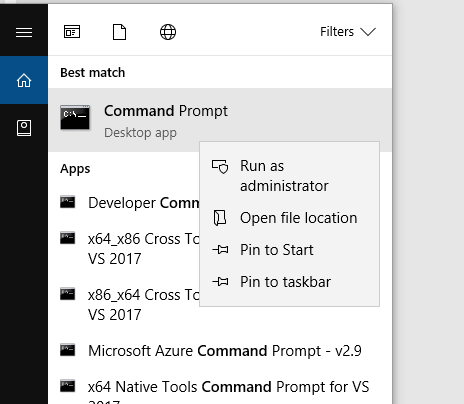 Filters
Best match
C:\_
Command Prompt
Desktop app
Run as
administrator
Apps
Open file location
Developer Comm
Pin to Start
x64_x86 Cross To
VS 2017
Pin to taskbar
x86_x64 Cross To
VS 2017
Microsoft Azure Command Prompt - v2.9
x64 Native Tools Command Prompt for VS
2017